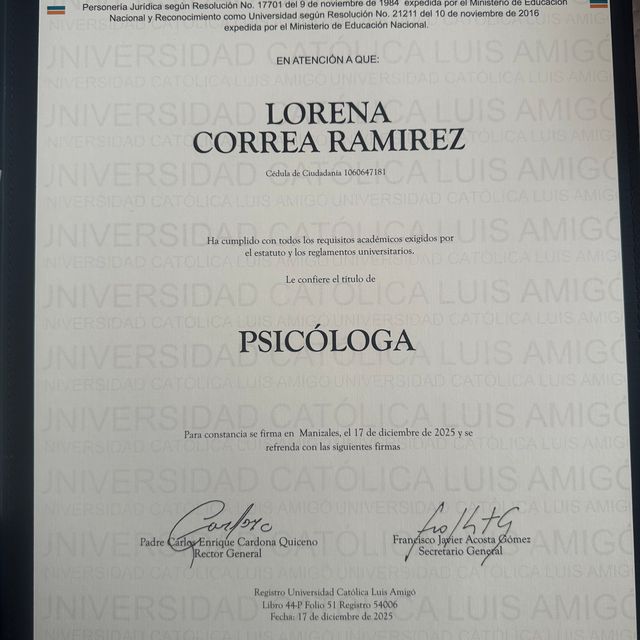 Personería Jurídica según Resolución No. 17701 del 9 de noviembre de 1984 expedida por el Ministerio de Educación
Nacional y Reconocimiento como Universidad según Resolución No. 21211 del 10 de noviembre de 2016
expedida por el Ministerio de Educación Nacional.
EN ATENCIÓN A QUE:
LORENA
CORREA RAMIREZ
Cédula de Ciudadanía 1060647181
Ha cumplido con todos los requisitos académicos exigidos por
el estatuto y los reglamentos universitarios.
Le confiere el título de
PSICÓLOGA
Para constancia se firma en Manizales, el 17 de diciembre de 2025 y se
refrenda con las siguientes firmas
Padre Carlos Enrique Cardona Quiceno
Rector General
Francisco Javier Acosta Gómez
Secretario General
Registro Universidad Católica Luis Amigó
Libro 44-P Folio 51 Registro 54006
Fecha: 17 de diciembre de 2025